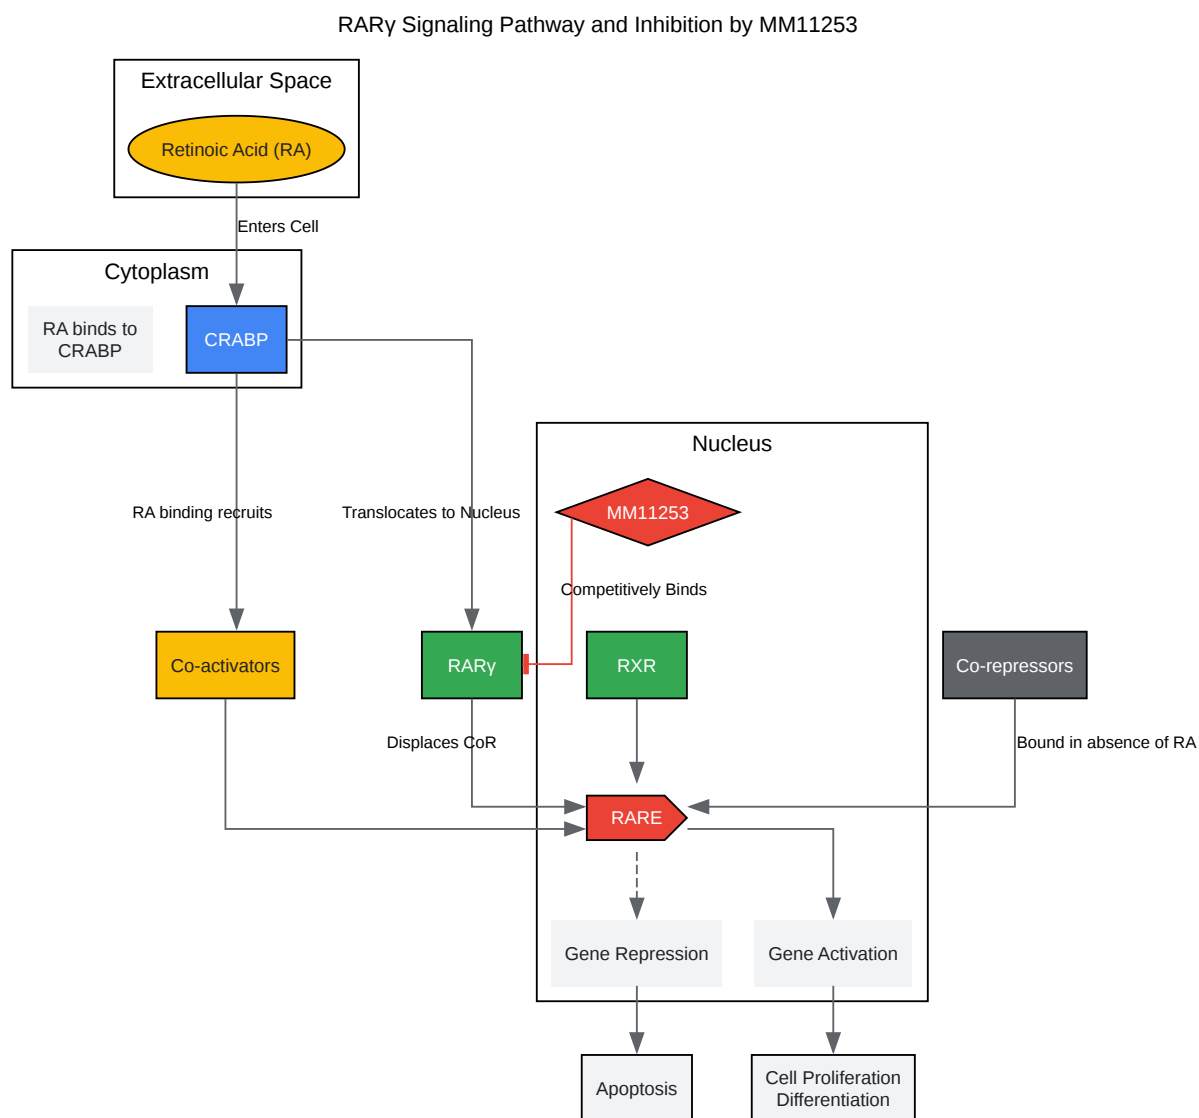 RARγ Signaling Pathway and Inhibition by MM11253
Extracellular Space
Retinoic Acid (RA)
Enters Cell
Cytoplasm
RA binds to
CRABP
CRABP
Nucleus
RA binding recruits
Translocates to Nucleus
MM11253
Competitively Binds
Co-activators
RARγ
RXR
Co-repressors
Displaces CoR
Bound in absence of RA
RARE
Gene Repression
Gene Activation
Apoptosis
Cell Proliferation
Differentiation